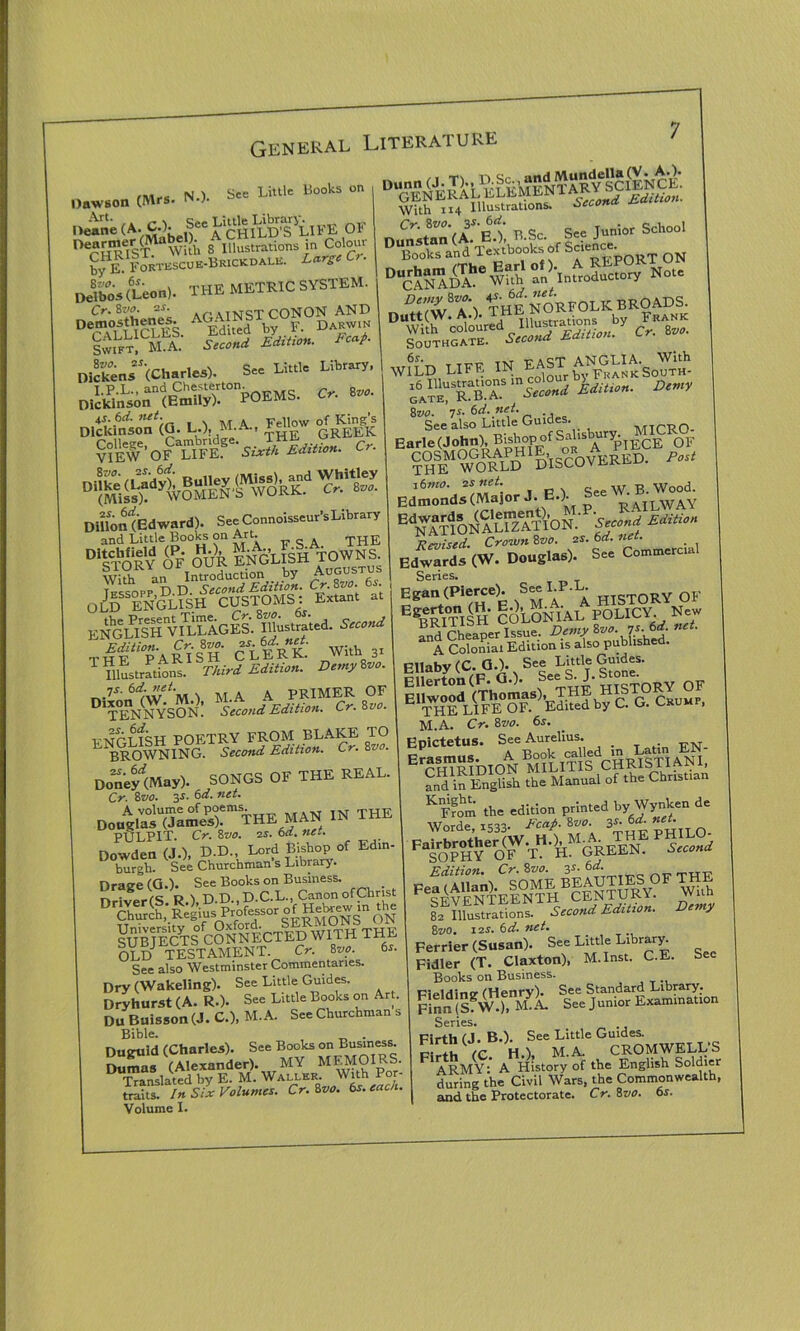 GENERAL LITERATURE
7
Dawson (Mrs. N.). See Little Books on
Art.
Deane (A. C.). See Little Library.
Dearmer (Mabel). A CHILD'S LIFE OF
CHRIST. With 8 Illustrations in Colour
by E. FORTESCUE-BRICKDALE. Large Cr.
8vo. 6s.
Delbos (Leon). THE METRIC SYSTEM.
Cr. 8vo. 2s.
Demosthenes. AGAINST CONON AND
CALLICLES. Edited by F. DARWIN
SWIFT, M.A. Second Edition. Fcap.
8vo. 2s.
Dickens (Charles). See Little Library,
I.P.L., and Chesterton.
Dickinson (Emily). POEMS. Cr. 8vo.
4s. 6d. net.
Dickinson (G. L.), M.A., Fellow of King's
College, Cambridge. THE GREEK
VIEW OF LIFE. Sixth Edition. Cr.
8vo. 2s. 6d.
Dilke (Lady), Bulley (Miss), and Whitley
(Miss). WOMEN'S WORK. Cr. 8vo.
2s. 6d.
Dillon (Edward). See Connoisseur's Library
and Little Books on Art.
Ditchfield (P. H.), M.A., F.S.A. THE
STORY OF OUR ENGLISH TOWNS.
With an Introduction by AUGUSTUS
JESSOPP, D.D. Second Edition. Cr. 8vo. 6s.
OLD ENGLISH CUSTOMS: Extant at
the Present Time. Cr. 8vo. 6s.
ENGLISH VILLAGES. Illustrated. Second
Edition. Cr. 8vo. 2s. 6d. net.
THE PARISH CLERK. With 31
Illustrations. Third Edition. Demy 8vo.
7s. 6d. net.
Dixon (W. M.), M.A. A PRIMER OF
TENNYSON. Second Edition. Cr. 8vo.
2s. 6d.
ENGLISH POETRY FROM BLAKE TO
BROWNING. Second Edition. Cr. 8vo.
2s. 6d
Doney (May). SONGS OF THE REAL.
Cr. 8vo. 3s. 6d. net.
A volume of poems.
Douglas (James). THE MAN IN THE
PULPIT. Cr. 8vo. 2s. 6d. net.
Dowden (J.), D.D., Lord Bishop of Edin-
burgh. See Churchman's Library.
Drage (G.). See Books on Business.
Driver (S. R.), D.D., D.C.L., Canon of Christ
Church, Regius Professor of Hebrew in the
University of Oxford. SERMONS ON
SUBJECTS CONNECTED WITH THE
OLD TESTAMENT. Cr. 8vo. 6s.
See also Westminster Commentaries.
Dry (Wakeling). See Little Guides.
Dryhurst (A. R.). See Little Books on Art.
Du Buisson (J. C.), M.A. See Churchman's
Bible.
Duguid (Charles). See Books on Business.
Dumas (Alexander). MY MEMOIRS.
Translated by E. M. WALLER. With Por-
traits. In Six Volumes. Cr. 8vo. 6s. each.
Volume I.
Dunn (J. T)., D.Sc., and Mundella (V. A.).
GENERAL ELEMENTARY SCIENCE.
With 114 Illustrations. Second Edition.
Cr. 8vo. 3s. 6d.
Dunstan (A. E.), B.Sc. See Junior School
Books and Textbooks of Science.
Durham (The Earl of). A REPORT ON
CANADA. With an Introductory Note
Demy 8vo. 4s. 6d. net.
Dutt (W. A.). THE NORFOLK BROADS.
With coloured Illustrations by FRANK
SOUTHGATE. Second Edition. Cr. 8vo.
6s.
WILD LIFE IN EAST ANGLIA. With
16 Illustrations in colour by FRANK SOUTH-
GATE, R.B.A. Second Edition. Demy
8vo. 7s. 6d. net.
See also Little Guides.
Earle (John), Bishop of Salisbury. MICRO-
COSMOGRAPHIE, OR A PIECE OF
THE WORLD DISCOVERED. Post
16mo. 2s net.
Edmonds (Major J. E.). See W. B. Wood.
Edwards (Clement), M.P. RAILWAY
NATIONALIZATION. Second Edition
Revised. Crown 8vo. 2s. 6d. net.
Edwards (W. Douglas). See Commercial
Series.
Egan (Pierce). See I.P.L.
Egerton (H. E.), M.A. A HISTORY OF
BRITISH COLONIAL POLICY. New
and Cheaper Issue. Demy 8vo. 7s. 6d. net.
A Colonial Edition is also published.
Ellaby (C. G.). See Little Guides.
Ellerton (F. G.). See S. J. Stone.
Ellwood (Thomas), THE HISTORY OF
THE LIFE OF. Edited by C. G. CRUMP,
M.A. Cr. 8vo. 6s.
Epictetus. See Aurelius.
Erasmus. A Book called in Latin EN-
CHIRIDION MILITIS CHRISTIANI,
and in English the Manual of the Christian
Knight.
From the edition printed by Wynken de
Worde, 1533. Fcap. 8vo. 3s. 6d. net.
Fairbrother (W. H.), M.A. THE PHILO-
SOPHY OF T. H. GREEN. Second
Edition. Cr. 8vo. 3s. 6d.
Fea (Allan). SOME BEAUTIES OF THE
SEVENTEENTH CENTURY. With
82 Illustrations. Second Edition. Demy
8vo. 12s. 6d. net.
Ferrier (Susan). See Little Library.
Fidler (T. Claxton), M.Inst. C.E. See
Books on Business.
Fielding (Henry). See Standard Library.
Finn (S. W.), M.A. See Junior Examination
Series.
Firth (J. B.). See Little Guides.
Firth (C. H.), M.A. CROMWELL'S
ARMY: A History of the English Soldier
during the Civil Wars, the Commonwealth,
and the Protectorate. Cr. 8vo. 6s.